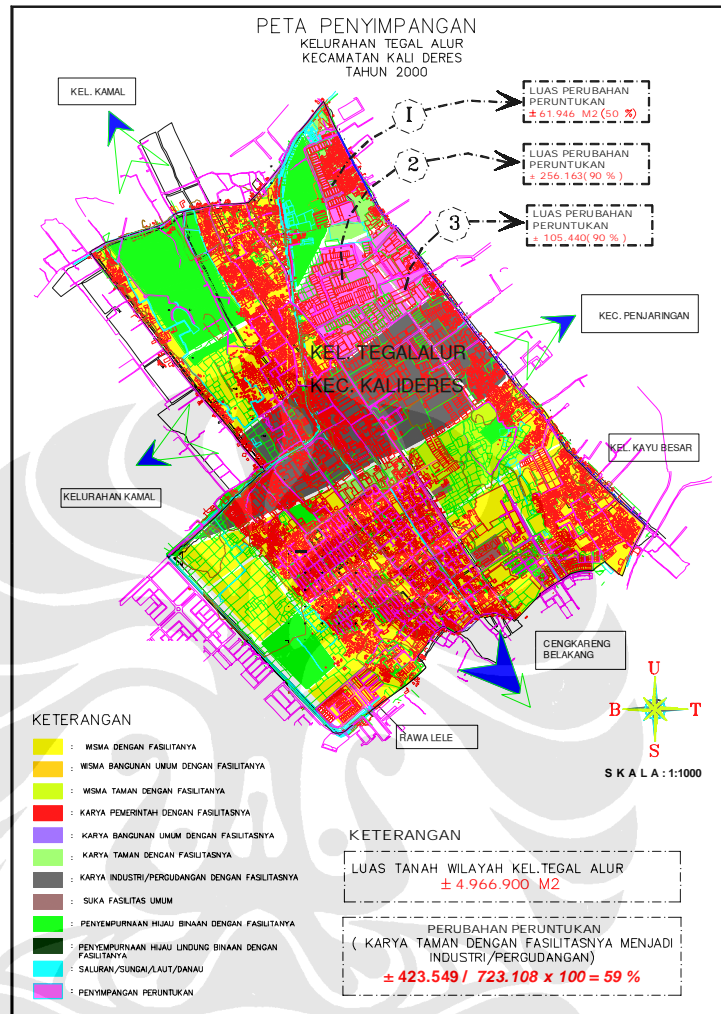 PETA PENYIMPANGAN
KELURAHAN TEGAL ALUR
KECAMATAN KALI DERES
TAHUN 2000
KEL. KAMAL
1
LUAS PERUBAHAN
PERUNTUKAN
± 61.946 M2 (50 %)
2
LUAS PERUBAHAN
PERUNTUKAN
± 256.163( 90 % )
3
LUAS PERUBAHAN
PERUNTUKAN
± 105.440( 90 % )
KEC. PENJARINGAN
KEL. TEGALALUR
KEC. KALIDERES
KEL. KAYU BESAR
KELURAHAN KAMAL
CENGKARENG
BELAKANG
RAWA LELE
U
B T
S
S K A L A : 1:1000
KETERANGAN
: WISMA DENGAN FASILITANYA
: WISMA BANGUNAN UMUM DENGAN FASILITANYA
: WISMA TAMAN DENGAN FASILITANYA
: KARYA PEMERINTAH DENGAN FASILITASNYA
: KARYA BANGUNAN UMUM DENGAN FASILITASNYA
: KARYA TAMAN DENGAN FASILITASNYA
: KARYA INDUSTRI/PERGUDANGAN DENGAN FASILITASNYA
: SUKA FASILITAS UMUM
: PENYEMPURNAAN HIJAU BINAAN DENGAN FASILITANYA
: PENYEMPURNAAN HIJAU LINDUNG BINAAN DENGAN
FASILITANYA
: SALURAN/SUNGAI/LAUT/DANAU
: PENYIMPANGAN PERUNTUKAN
KETERANGAN
LUAS TANAH WILAYAH KEL.TEGAL ALUR
± 4.966.900 M2
PERUBAHAN PERUNTUKAN
( KARYA TAMAN DENGAN FASILITASNYA MENJADI
INDUSTRI/PERGUDANGAN)
± 423.549 / 723.108 x 100 = 59 %